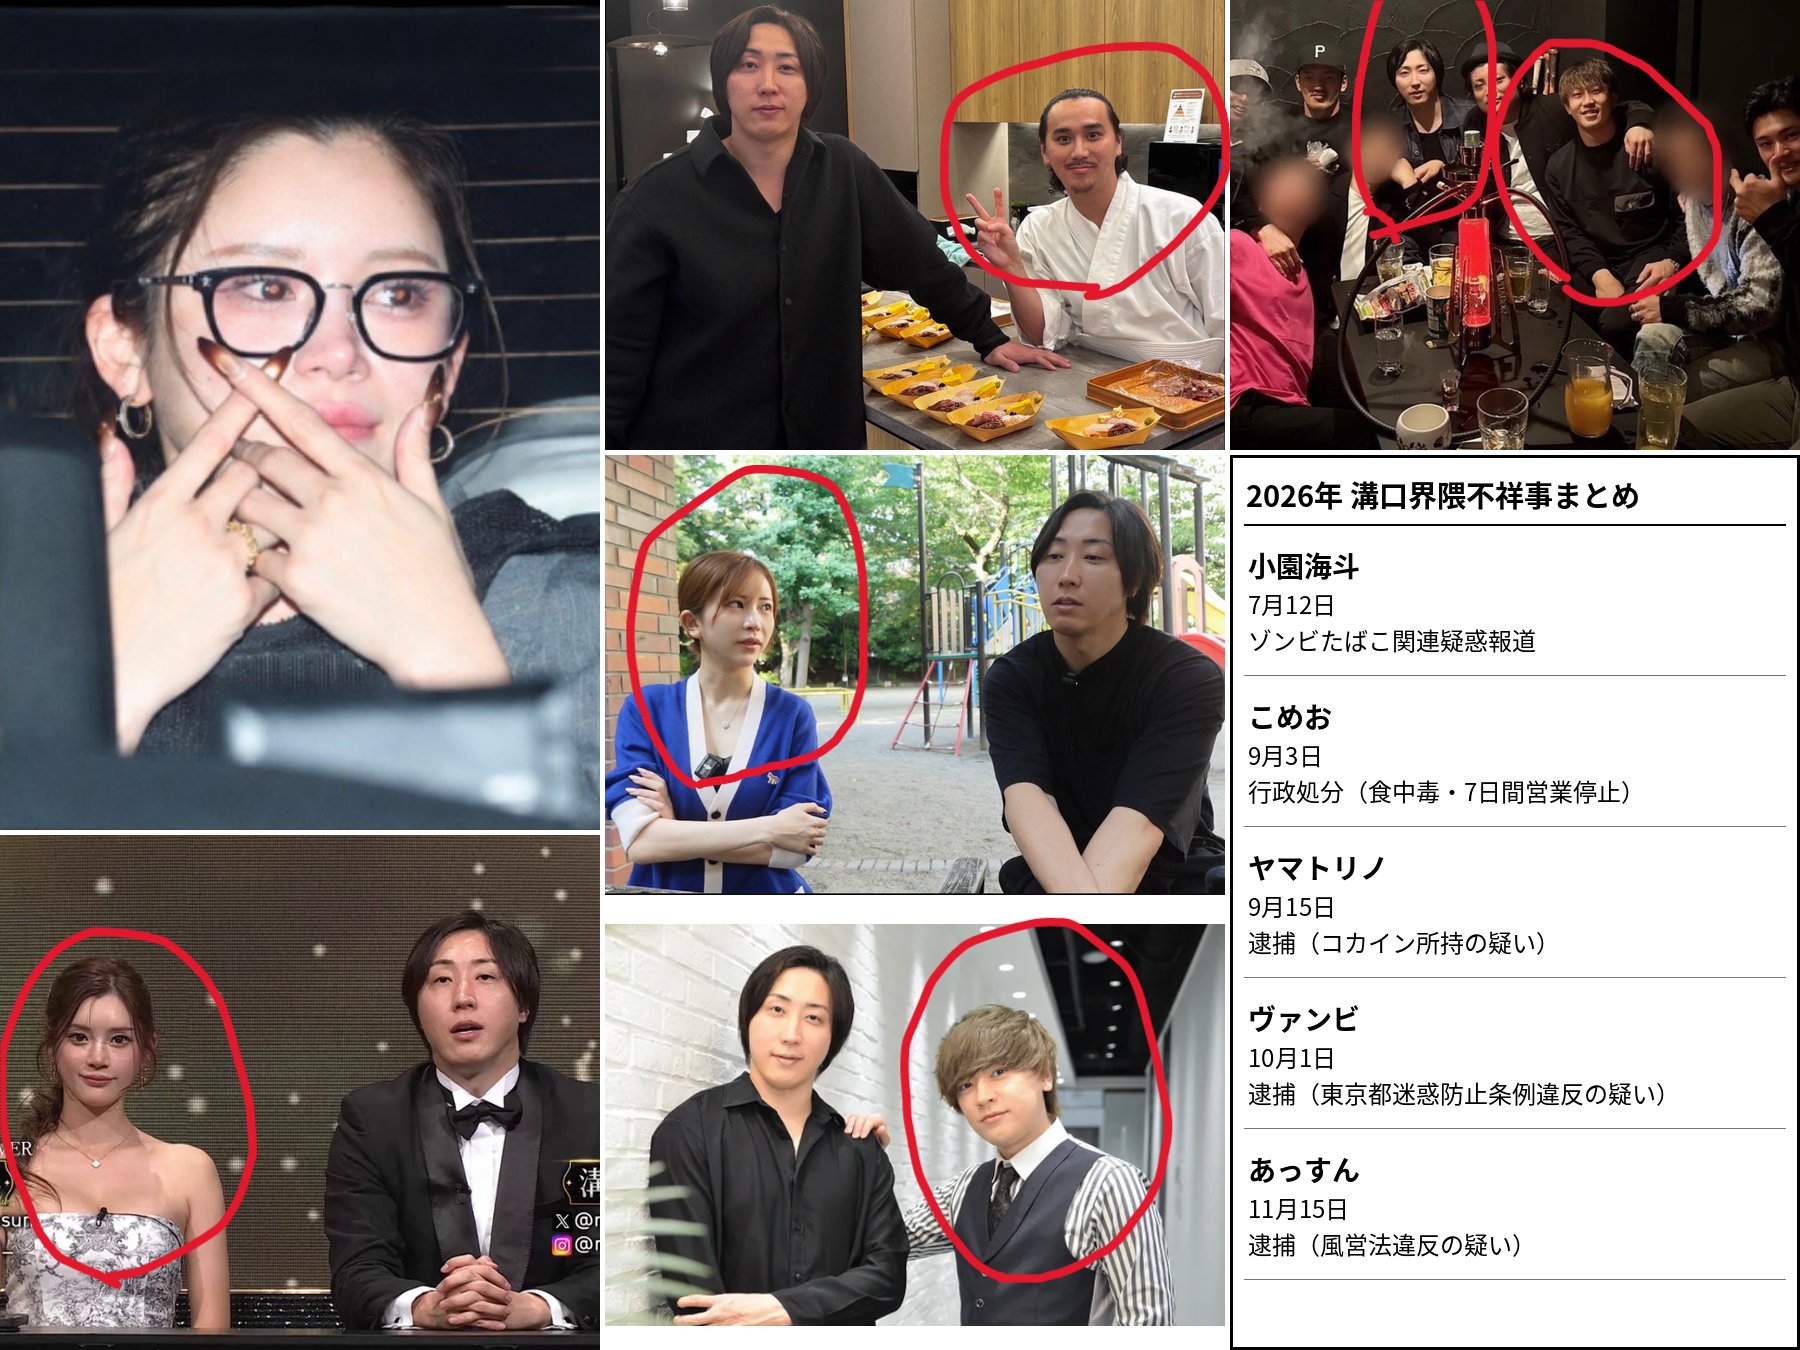 P
VER
sur
溝
@r
@r
2026年 溝口界隈不祥事まとめ
小園海斗
7月12日
ゾンビたばこ関連疑惑報道
こめお
9月3日
行政処分（食中毒・7日間営業停止）
ヤマトリノ
9月15日
逮捕（コカイン所持の疑い）
ヴァンビ
10月1日
逮捕（東京都迷惑防止条例違反の疑い）
あっすん
11月15日
逮捕（風営法違反の疑い）